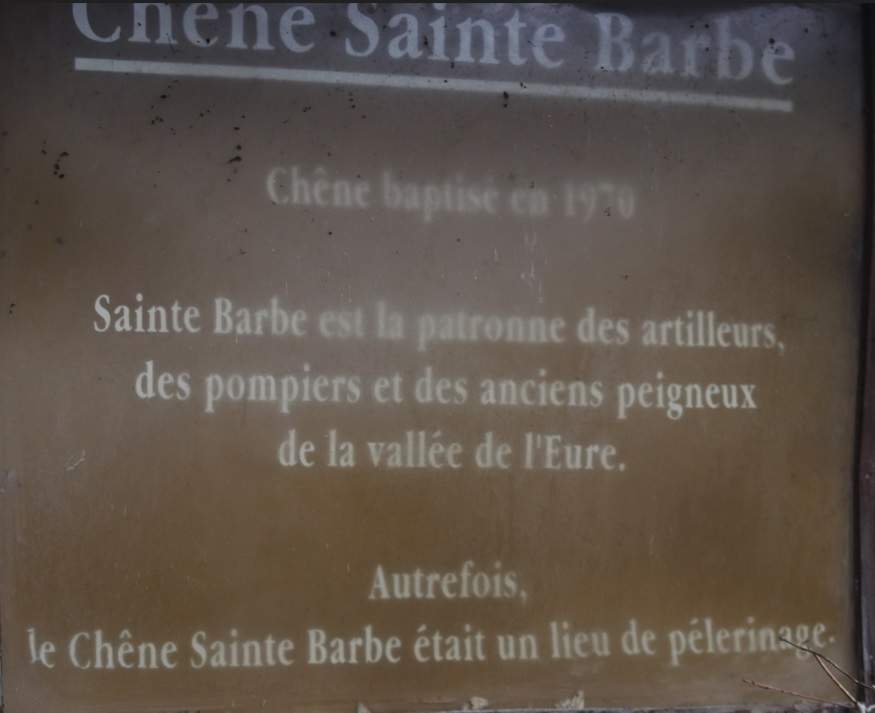 Chêne Sainte Barbe
Chêne baptisé en 1970
Sainte Barbe est la patronne des artilleurs,
des pompiers et des anciens peigneux
de la vallée de l'Eure.
Autrefois,
le Chêne Sainte Barbe était un lieu de pélerinage.